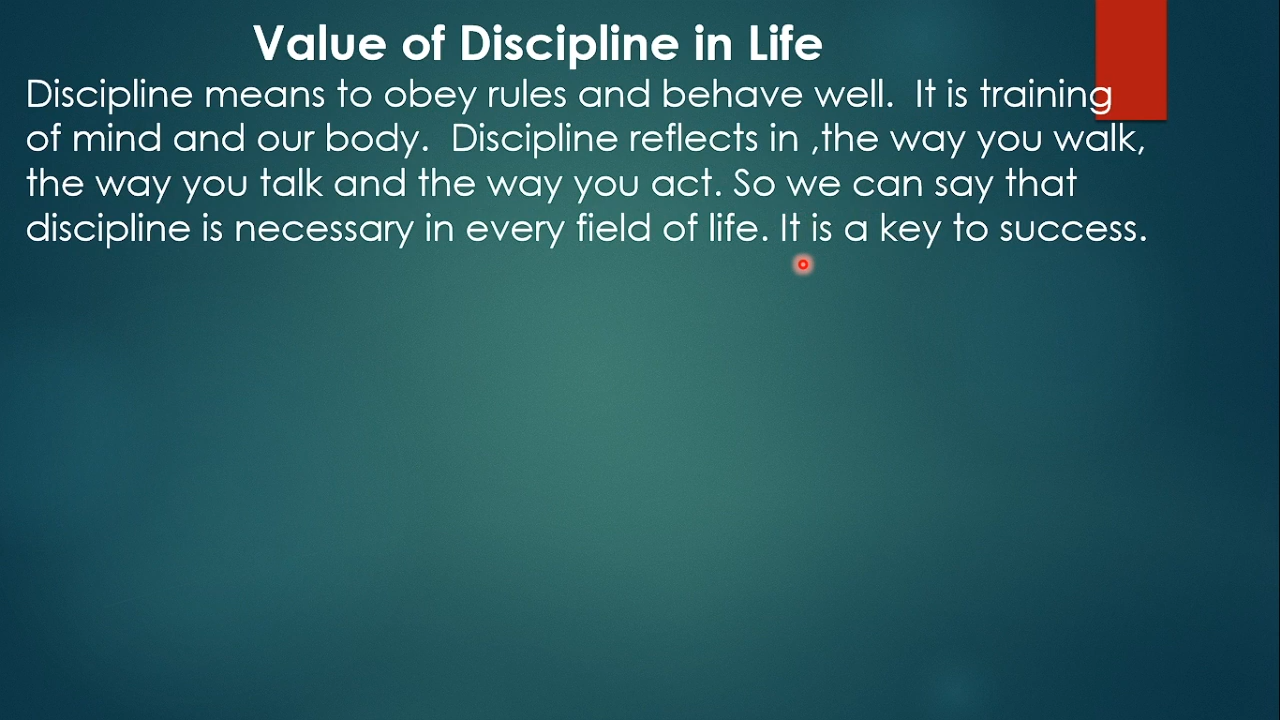 Value of Discipline in Life
Discipline means to obey rules and behave well.  It is training
of mind and our body.  Discipline reflects in ,the way you walk,
the way you talk and the way you act. So we can say that
discipline is necessary in every field of life. It is a key to success.